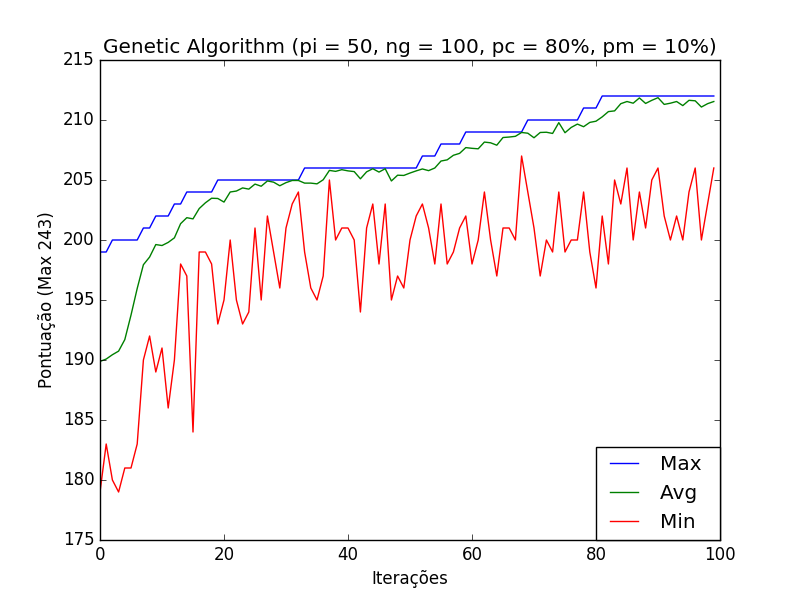 Genetic Algorithm (pi = 50, ng = 100, pc = 80%, pm = 10%)
215
210
205
200
195
190
185
180
175
Pontuação (Max 243)
Max
Avg
Min
0 20 40 60 80 100
Iterações